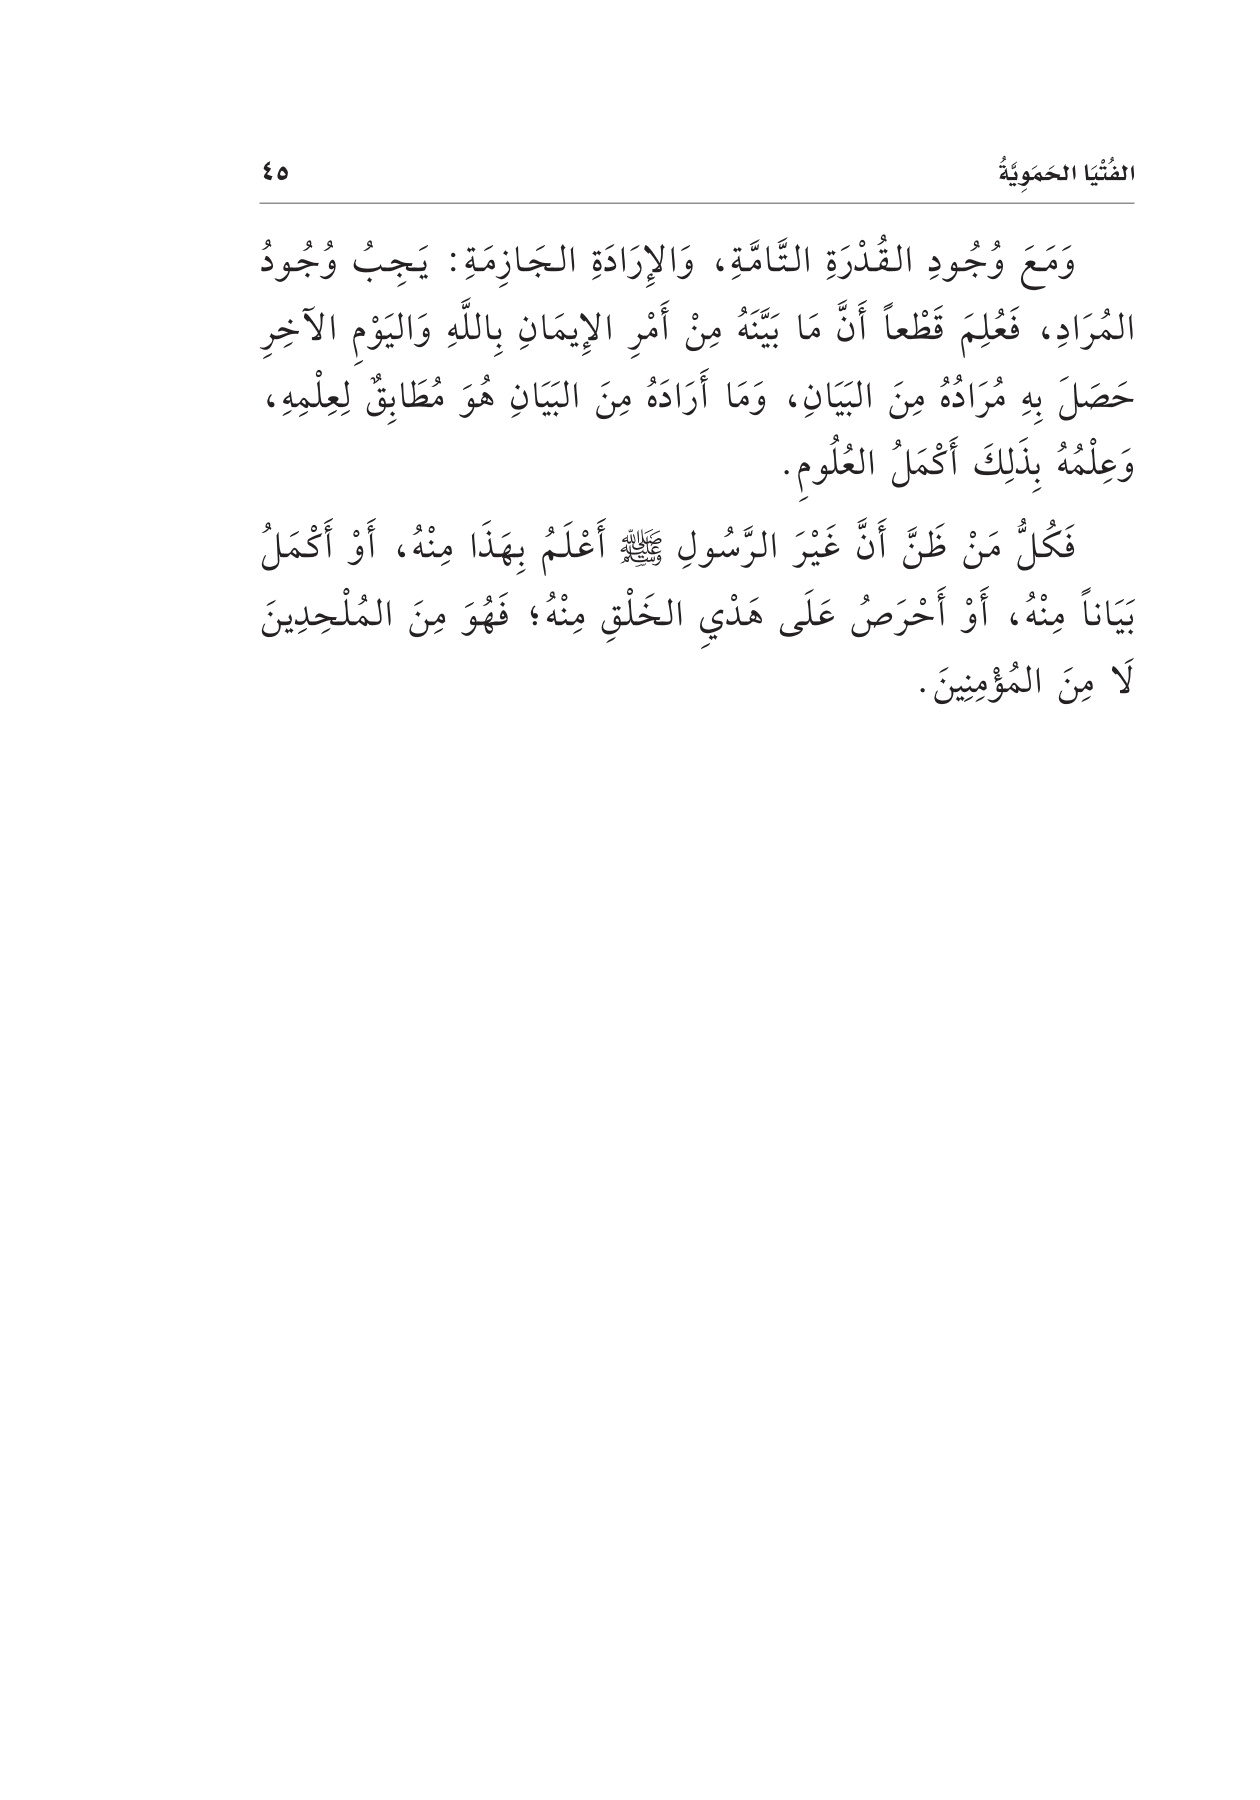 الفُتْيَا الحَمَوِيَّةُ ٤٥
وَمَعَ وُجُودِ القُدْرَةِ التَّامَّةِ، وَالإِرَادَةِ الجَازِمَةِ: يَجِبُ وُجُودُ
المُرَادِ، فَعُلِمَ قَطْعاً أَنَّ مَا بَيَّنَهُ مِنْ أَمْرِ الإِيمَانِ بِاللَّهِ وَاليَوْمِ الآخِرِ
حَصَلَ بِهِ مُرَادُهُ مِنَ البَيَانِ، وَمَا أَرَادَهُ مِنَ البَيَانِ هُوَ مُطَابِقٌ لِعِلْمِهِ،
وَعِلْمُهُ بِذَلِكَ أَكْمَلُ العُلُومِ.
فَكُلُّ مَنْ ظَنَّ أَنَّ غَيْرَ الرَّسُولِ ﷺ أَعْلَمُ بِهَذَا مِنْهُ، أَوْ أَكْمَلُ
بَيَاناً مِنْهُ، أَوْ أَحْرَصُ عَلَى هَدْيِ الخَلْقِ مِنْهُ؛ فَهُوَ مِنَ المُلْحِدِينَ
لَا مِنَ المُؤْمِنِينَ.